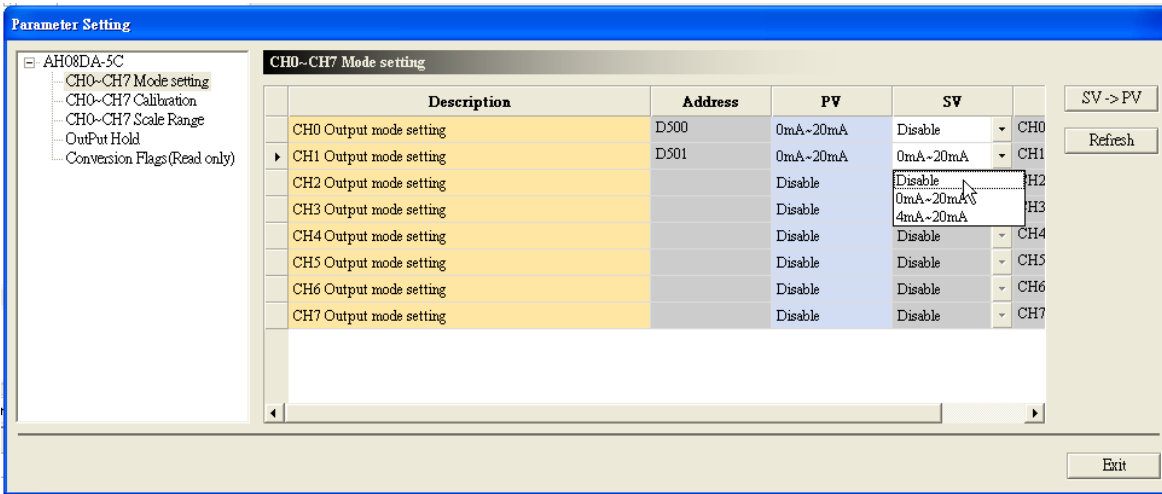 Parameter Setting
AH08DA-5C
CH0~CH7 Mode setting
CH0~CH7 Calibration
CH0~CH7 Scale Range
OutPut Hold
Conversion Flags(Read only)
CH0~CH7 Mode setting
Description Address PV SV
CH0 Output mode setting D500 0mA~20mA Disable CH0
CH1 Output mode setting D501 0mA~20mA 0mA~20mA CH1
CH2 Output mode setting Disable Disable H2
0mA~20mA
CH3 Output mode setting Disable H3
4mA~20mA
CH4 Output mode setting Disable Disable CH4
CH5 Output mode setting Disable Disable CH5
CH6 Output mode setting Disable Disable CH6
CH7 Output mode setting Disable Disable CH7
SV->PV
Refresh
Exit